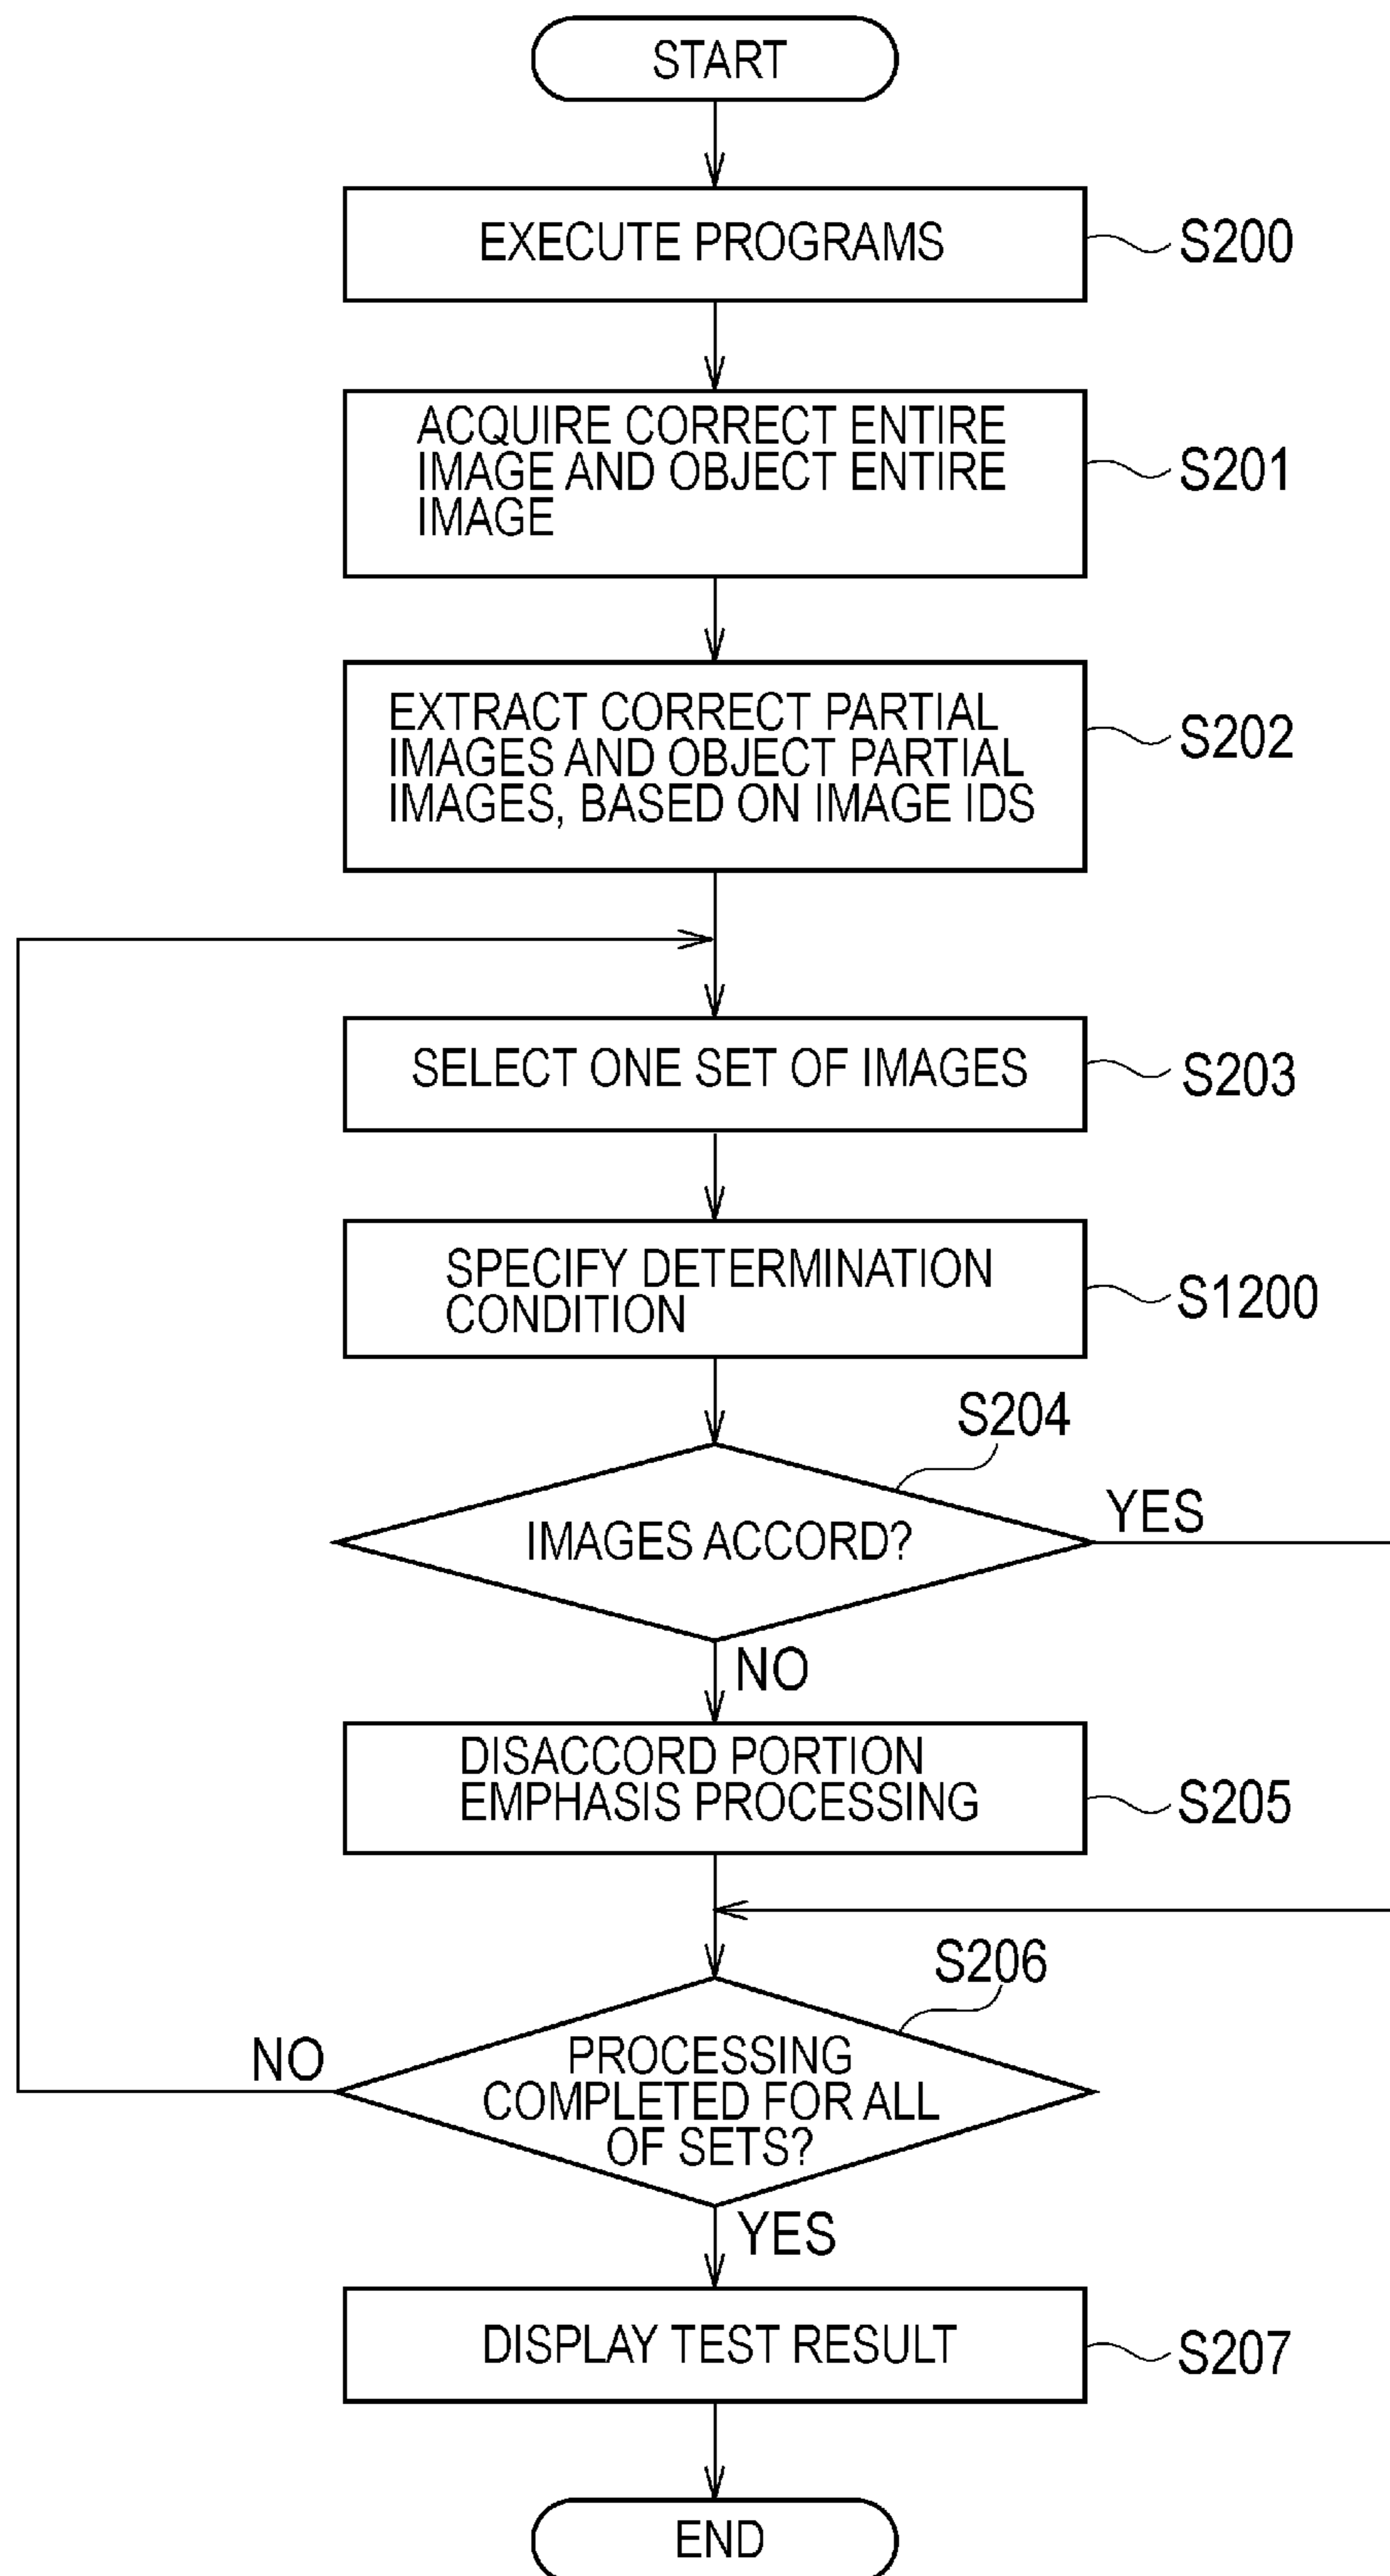 START
EXECUTE PROGRAMS
S200
ACQUIRE CORRECT ENTIRE
IMAGE AND OBJECT ENTIRE
IMAGE
S201
EXTRACT CORRECT PARTIAL
IMAGES AND OBJECT PARTIAL
IMAGES, BASED ON IMAGE IDS
S202
SELECT ONE SET OF IMAGES
S203
SPECIFY DETERMINATION
CONDITION
S1200
S204
IMAGES ACCORD?
YES
NO
DISACCORD PORTION
EMPHASIS PROCESSING
S205
S206
PROCESSING
COMPLETED FOR ALL
OF SETS?
NO
YES
DISPLAY TEST RESULT
S207
END